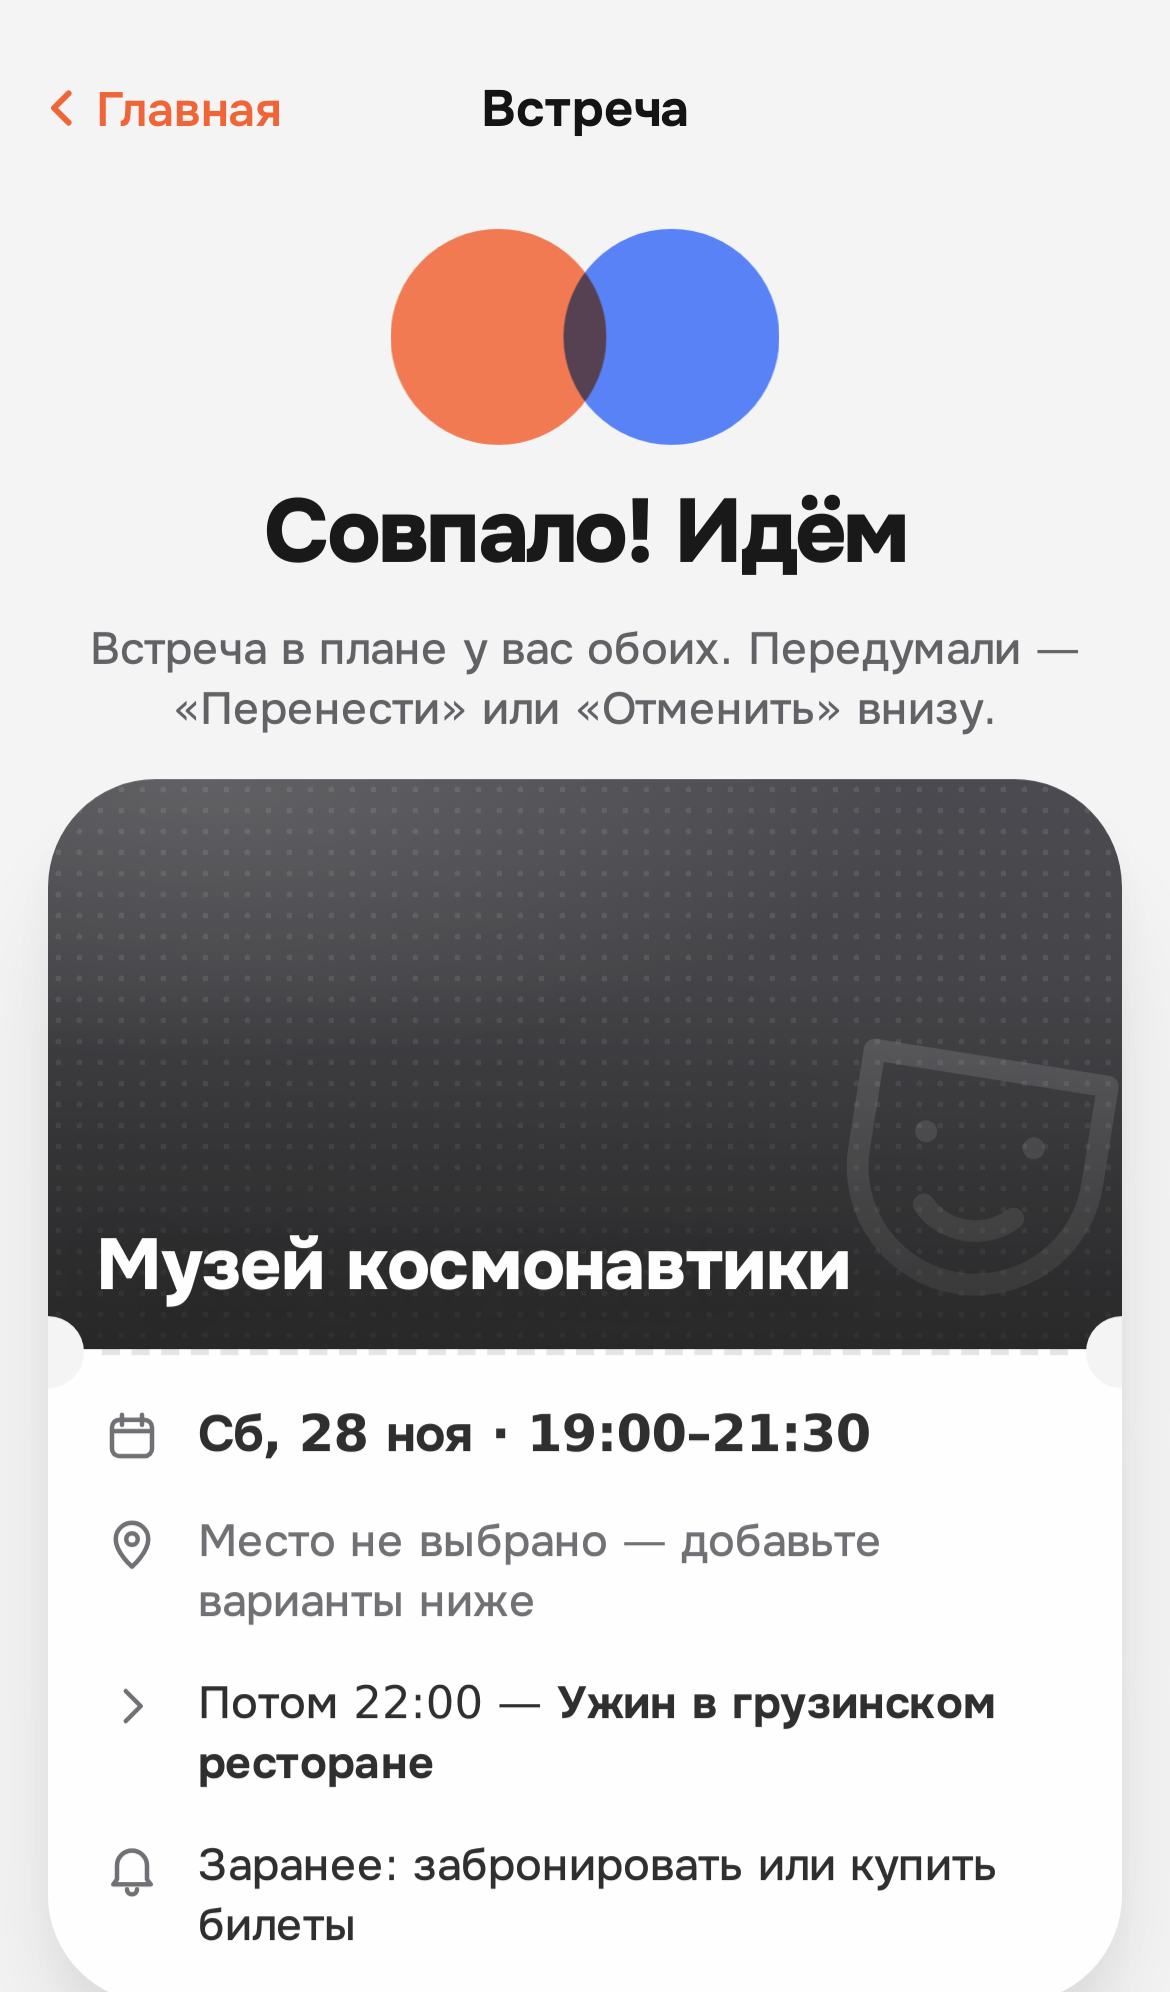 Главная
Встреча
Совпало! Идём
Встреча в плане у вас обоих. Передумали —
«Перенести» или «Отменить» внизу.
Музей космонавтики
Сб, 28 ноя · 19:00–21:30
Место не выбрано — добавьте
варианты ниже
Потом 22:00 — Ужин в грузинском
ресторане
Заранее: забронировать или купить
билеты